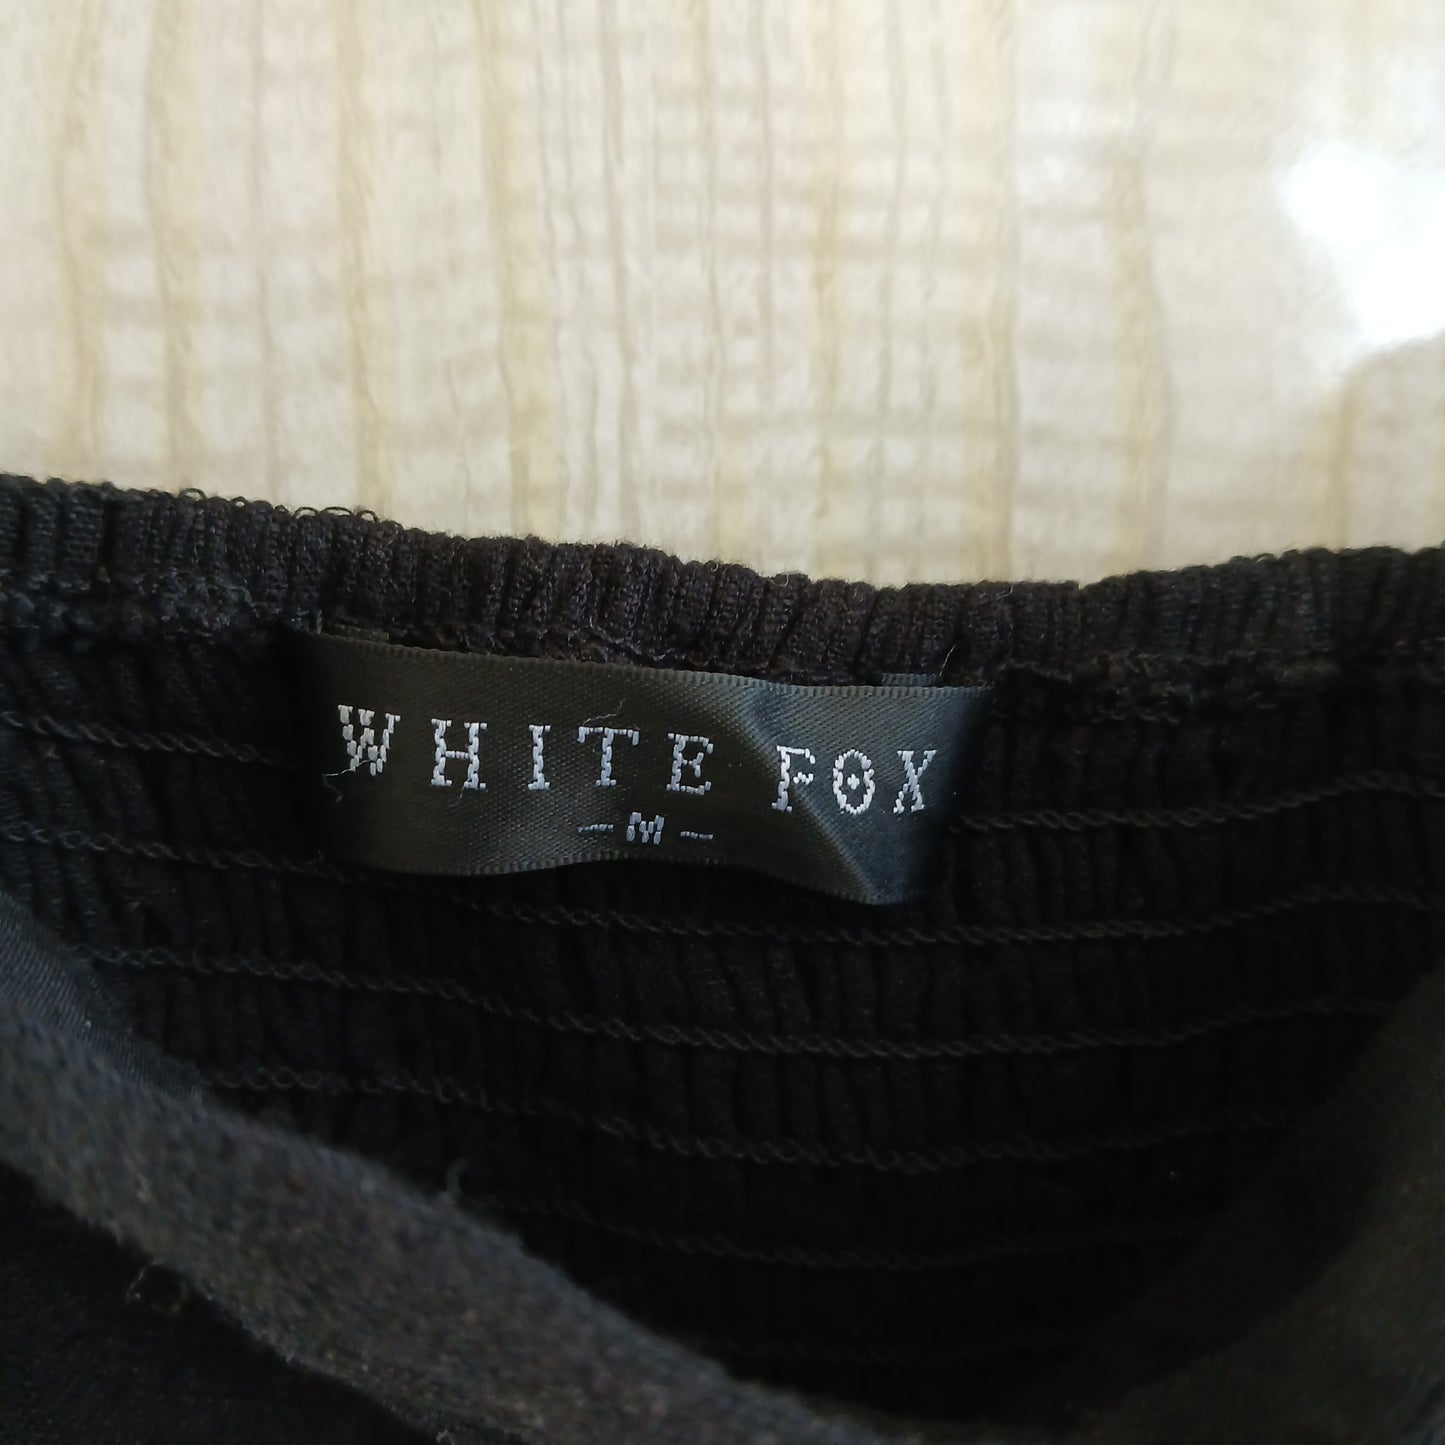 WHITE FOX
— M —